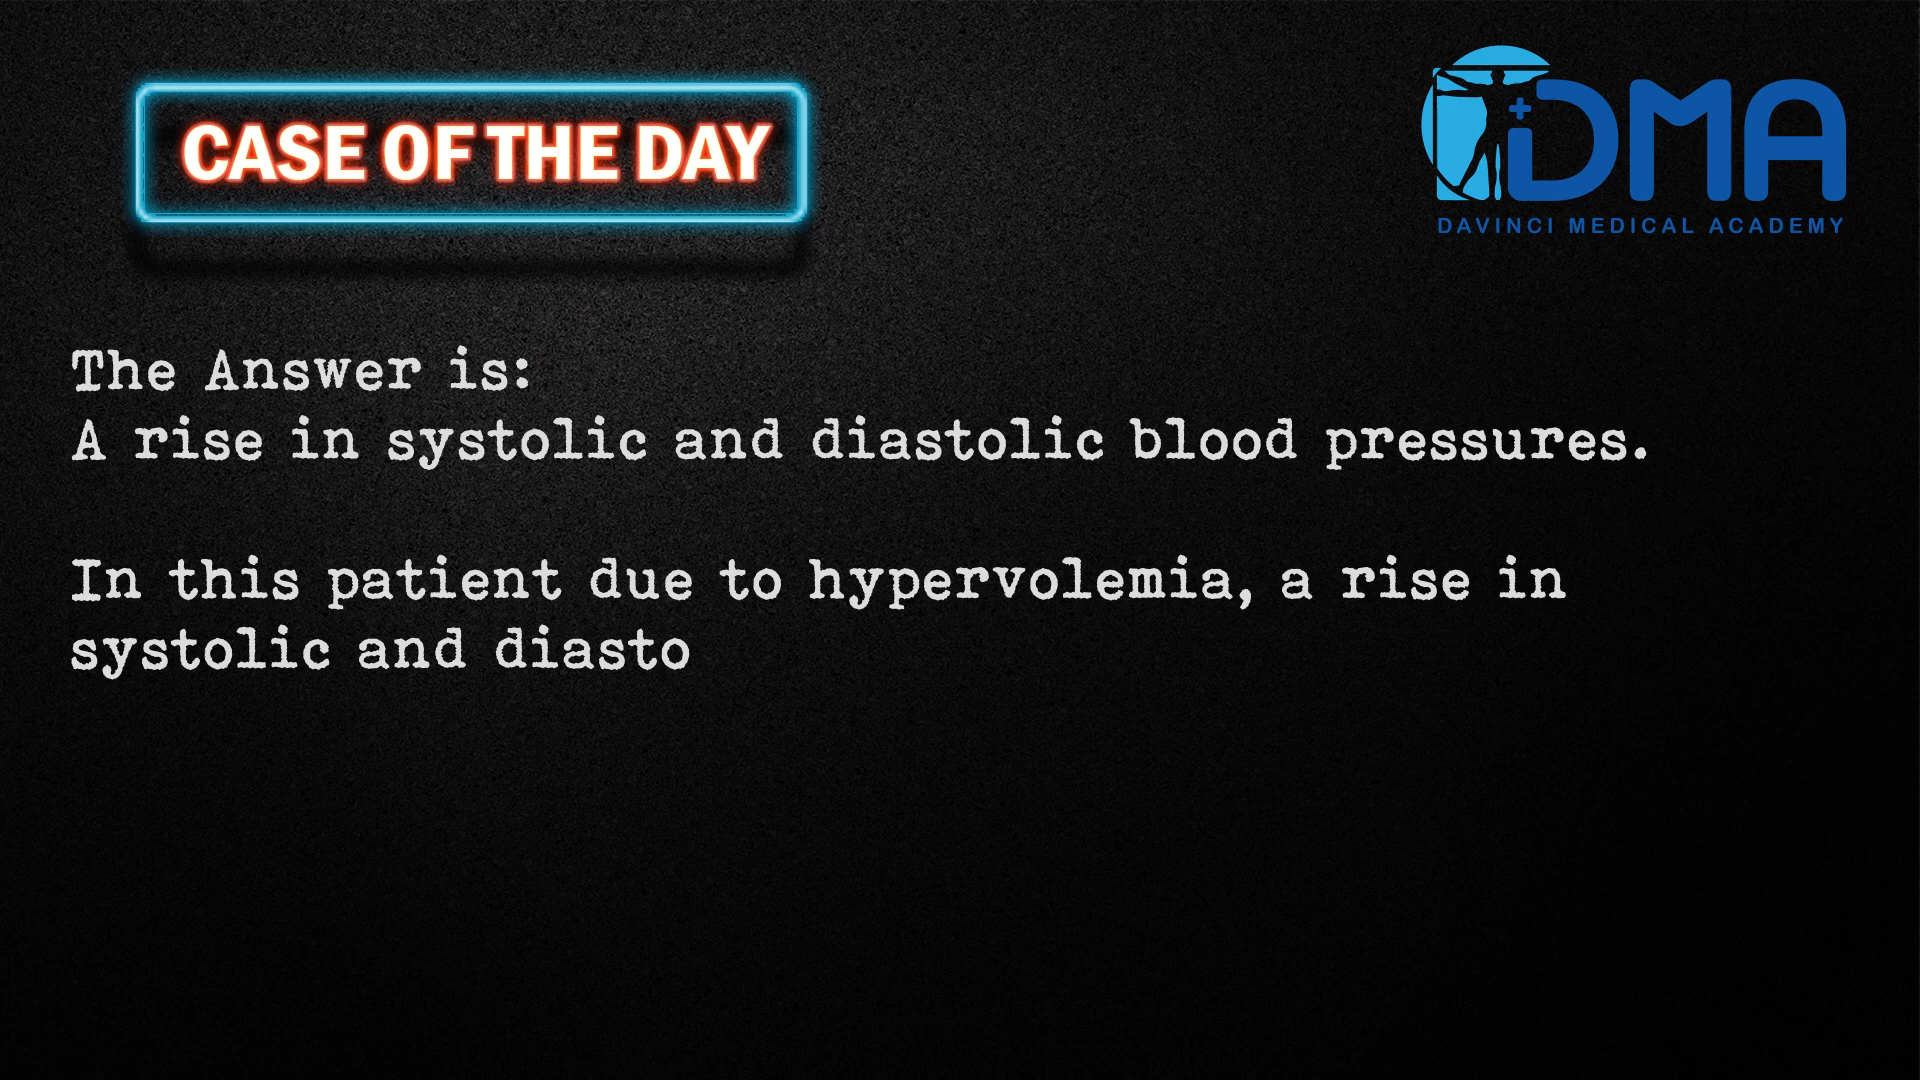 CASE OF THE DAY
DMA
DAVINCI MEDICAL ACADEMY
The Answer is:
A rise in systolic and diastolic blood pressures.
In this patient due to hypervolemia, a rise in
systolic and diasto